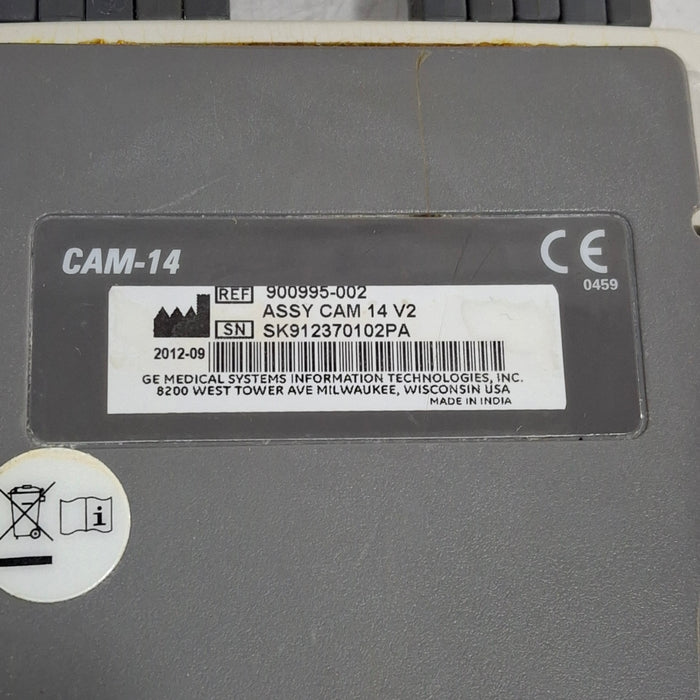 CAM-14
CE
0459
REF 900995-002
ASSY CAM 14 V2
SN SK912370102PA
2012-09
GE MEDICAL SYSTEMS INFORMATION TECHNOLOGIES, INC.
8200 WEST TOWER AVE MILWAUKEE, WISCONSIN USA
MADE IN INDIA
i